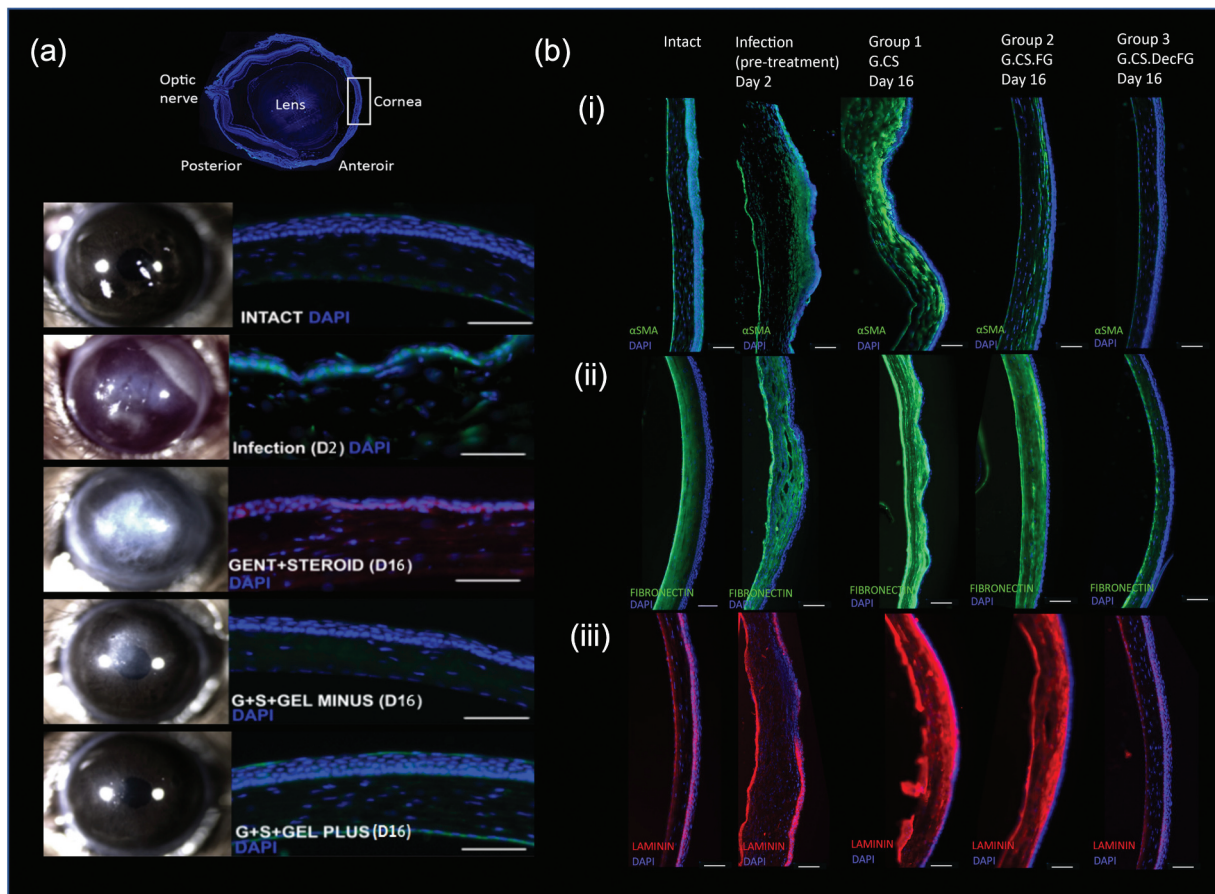 (a)
Optic
nerve
Lens
Cornea
Posterior
Anteroir
INTACT DAPI
Infection (D2) DAPI
GENT+STEROID (D16)
DAPI
G+S+GEL MINUS (D16)
DAPI
G+S+GEL PLUS (D16)
DAPI
(b)
Intact
Infection
(pre-treatment)
Day 2
Group 1
G.CS
Day 16
Group 2
G.CS.FG
Day 16
Group 3
G.CS.DecFG
Day 16
(i)
αSMA
DAPI
αSMA
DAPI
αSMA
DAPI
αSMA
DAPI
αSMA
DAPI
(ii)
FIBRONECTIN
DAPI
FIBRONECTIN
DAPI
FIBRONECTIN
DAPI
FIBRONECTIN
DAPI
FIBRONECTIN
DAPI
(iii)
LAMININ
DAPI
LAMININ
DAPI
LAMININ
DAPI
LAMININ
DAPI
LAMININ
DAPI